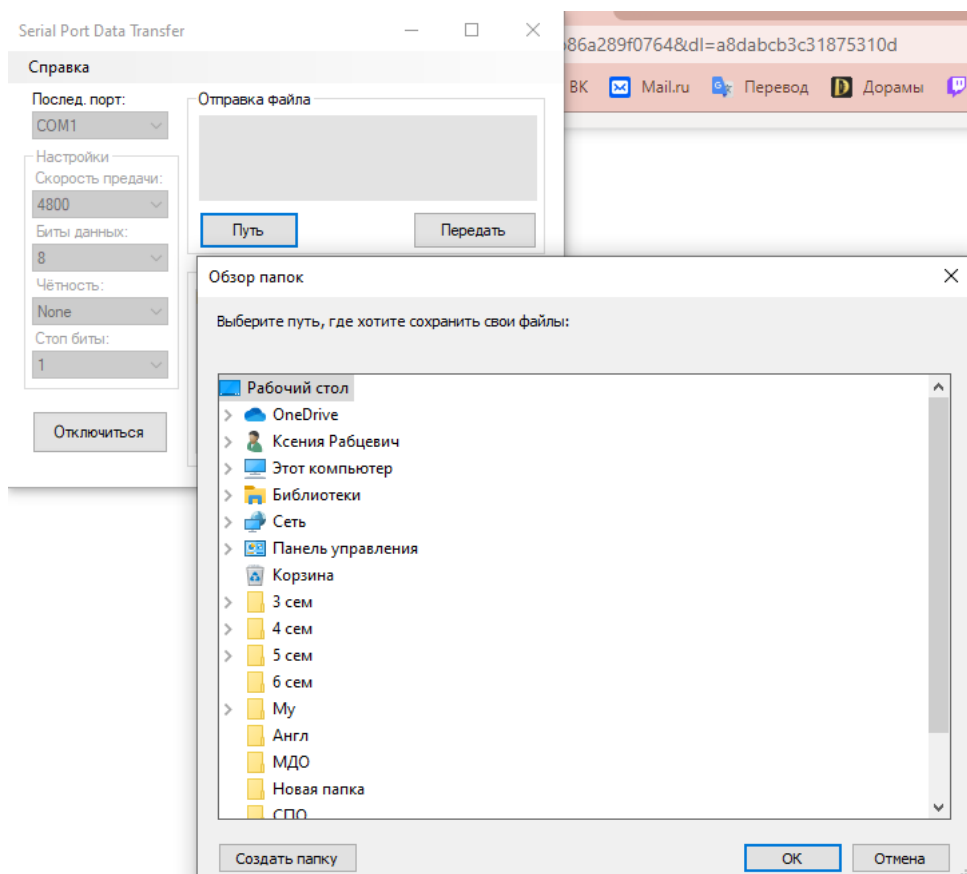 Serial Port Data Transfer
Справка
Послед. порт:
COM1
Настройки
Скорость предачи:
4800
Биты данных:
8
Чётность:
None
Стоп биты:
1
Отключиться
Отправка файла
Путь
Передать
86a289f0764&dl=a8dabcb3c31875310d
ВК
Mail.ru
Перевод
Дорамы
Обзор папок
Выберите путь, где хотите сохранить свои файлы:
Рабочий стол
OneDrive
Ксения Рабцевич
Этот компьютер
Библиотеки
Сеть
Панель управления
Корзина
3 сем
4 сем
5 сем
6 сем
My
Англ
МДО
Новая папка
СПО
Создать папку
ОК
Отмена